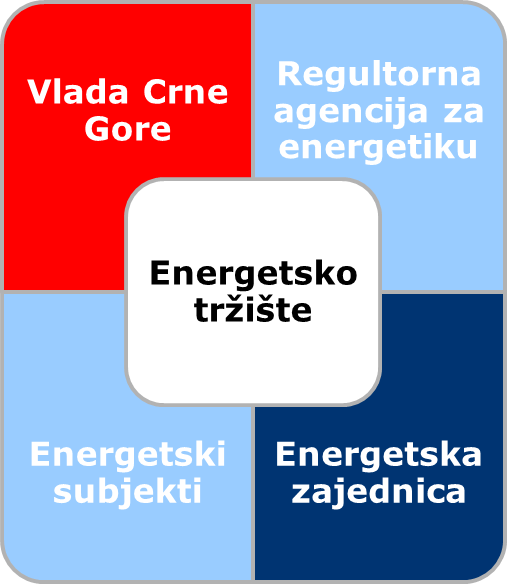 Vlada Crne
Gore
Regultorna
agencija za
energetiku
Energetsko
tržište
Energetski
subjekti
Energetska
zajednica